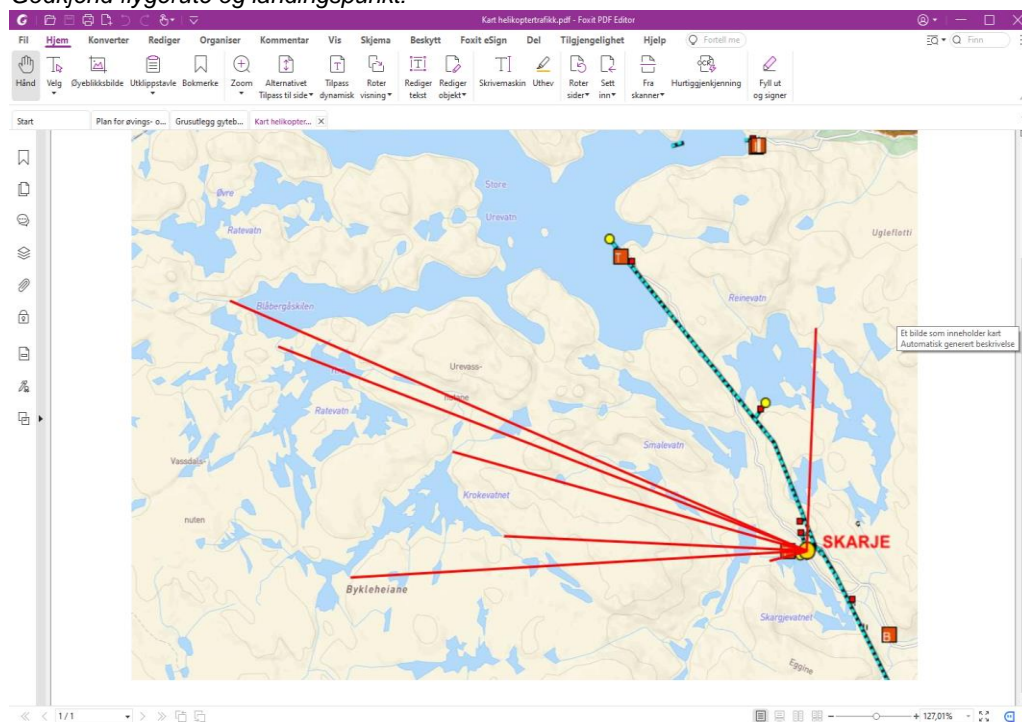 Godkjend flygerute og landingspunkt.
Kart helikoptertrafikk.pdf - Foxit PDF Editor
Fil Hjem Konverter Rediger Organiser Kommentar Vis Skjema Beskytt Foxit eSign Del Tilgjengelighet Hjelp Fortell me Finn
Hånd Velg Øyeblikksbilde Utklippstavle Bokmerke Zoom Alternativet Tilpass til side Tilpass dynamisk Roter visning Rediger tekst Rediger objekt Skrivemaskin Uthev Roter sider Sett inn Fra skanner Hurtiggjenkjenning Fyll ut og signer
Start Plan for øvings- o... Grusutlegg gyteb... Kart helikopter...
Store
Øvre
Urevatn
Ratevatn
Ugleflotti
T
Reinevatn
Blåbergåskilen
Et bilde som inneholder kart
Automatisk generert beskrivelse
Urevass-
nutane
Ratevatn
Smalevatn
Vassdals-
Krokevatnet
nuten
SKARJE
Bykleheiane
Skargjevatnet
B
Eggine
1/1
127,01%